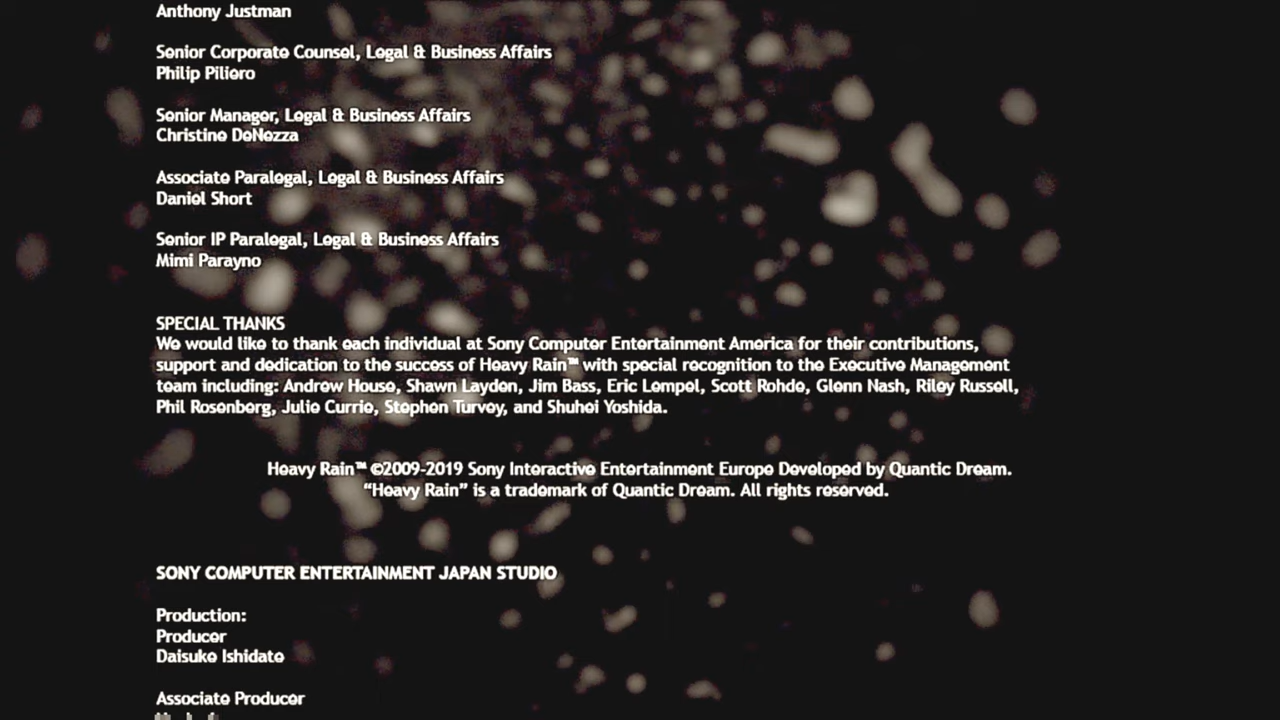 Anthony Justman
Senior Corporate Counsel, Legal & Business Affairs
Philip Piliero
Senior Manager, Legal & Business Affairs
Christine DeNezza
Associate Paralegal, Legal & Business Affairs
Daniel Short
Senior IP Paralegal, Legal & Business Affairs
Mimi Parayno
SPECIAL THANKS
We would like to thank each individual at Sony Computer Entertainment America for their contributions,
support and dedication to the success of Heavy Rain™ with special recognition to the Executive Management
team including: Andrew House, Shawn Layden, Jim Bass, Eric Lempel, Scott Rohde, Glenn Nash, Riley Russell,
Phil Rosenberg, Julie Currie, Stephen Turvey, and Shuhei Yoshida.
Heavy Rain™ ©2009-2019 Sony Interactive Entertainment Europe Developed by Quantic Dream.
“Heavy Rain” is a trademark of Quantic Dream. All rights reserved.
SONY COMPUTER ENTERTAINMENT JAPAN STUDIO
Production:
Producer
Daisuke Ishidate
Associate Producer